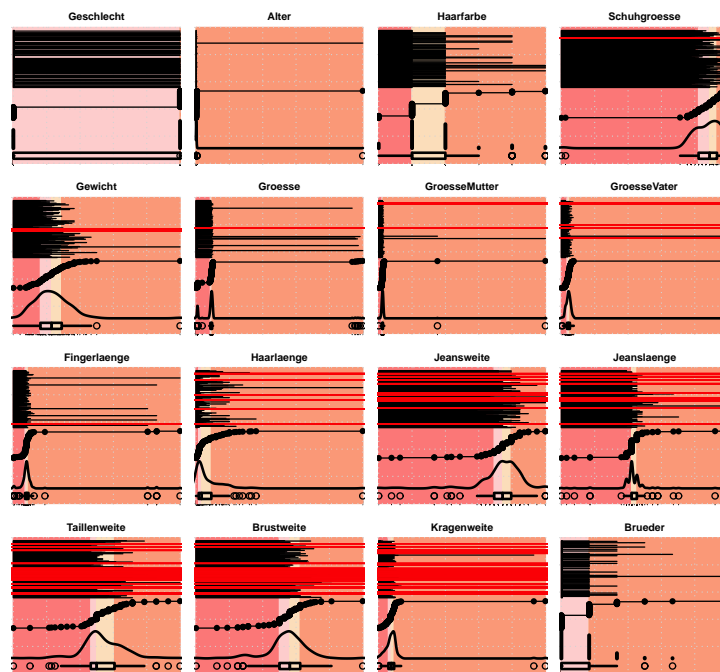 Geschlecht
Alter
Haarfarbe
Schuhgroesse
Gewicht
Groesse
GroesseMutter
GroesseVater
Fingerlaenge
Haarlaenge
Jeansweite
Jeanslaenge
Taillenweite
Brustweite
Kragenweite
Brueder